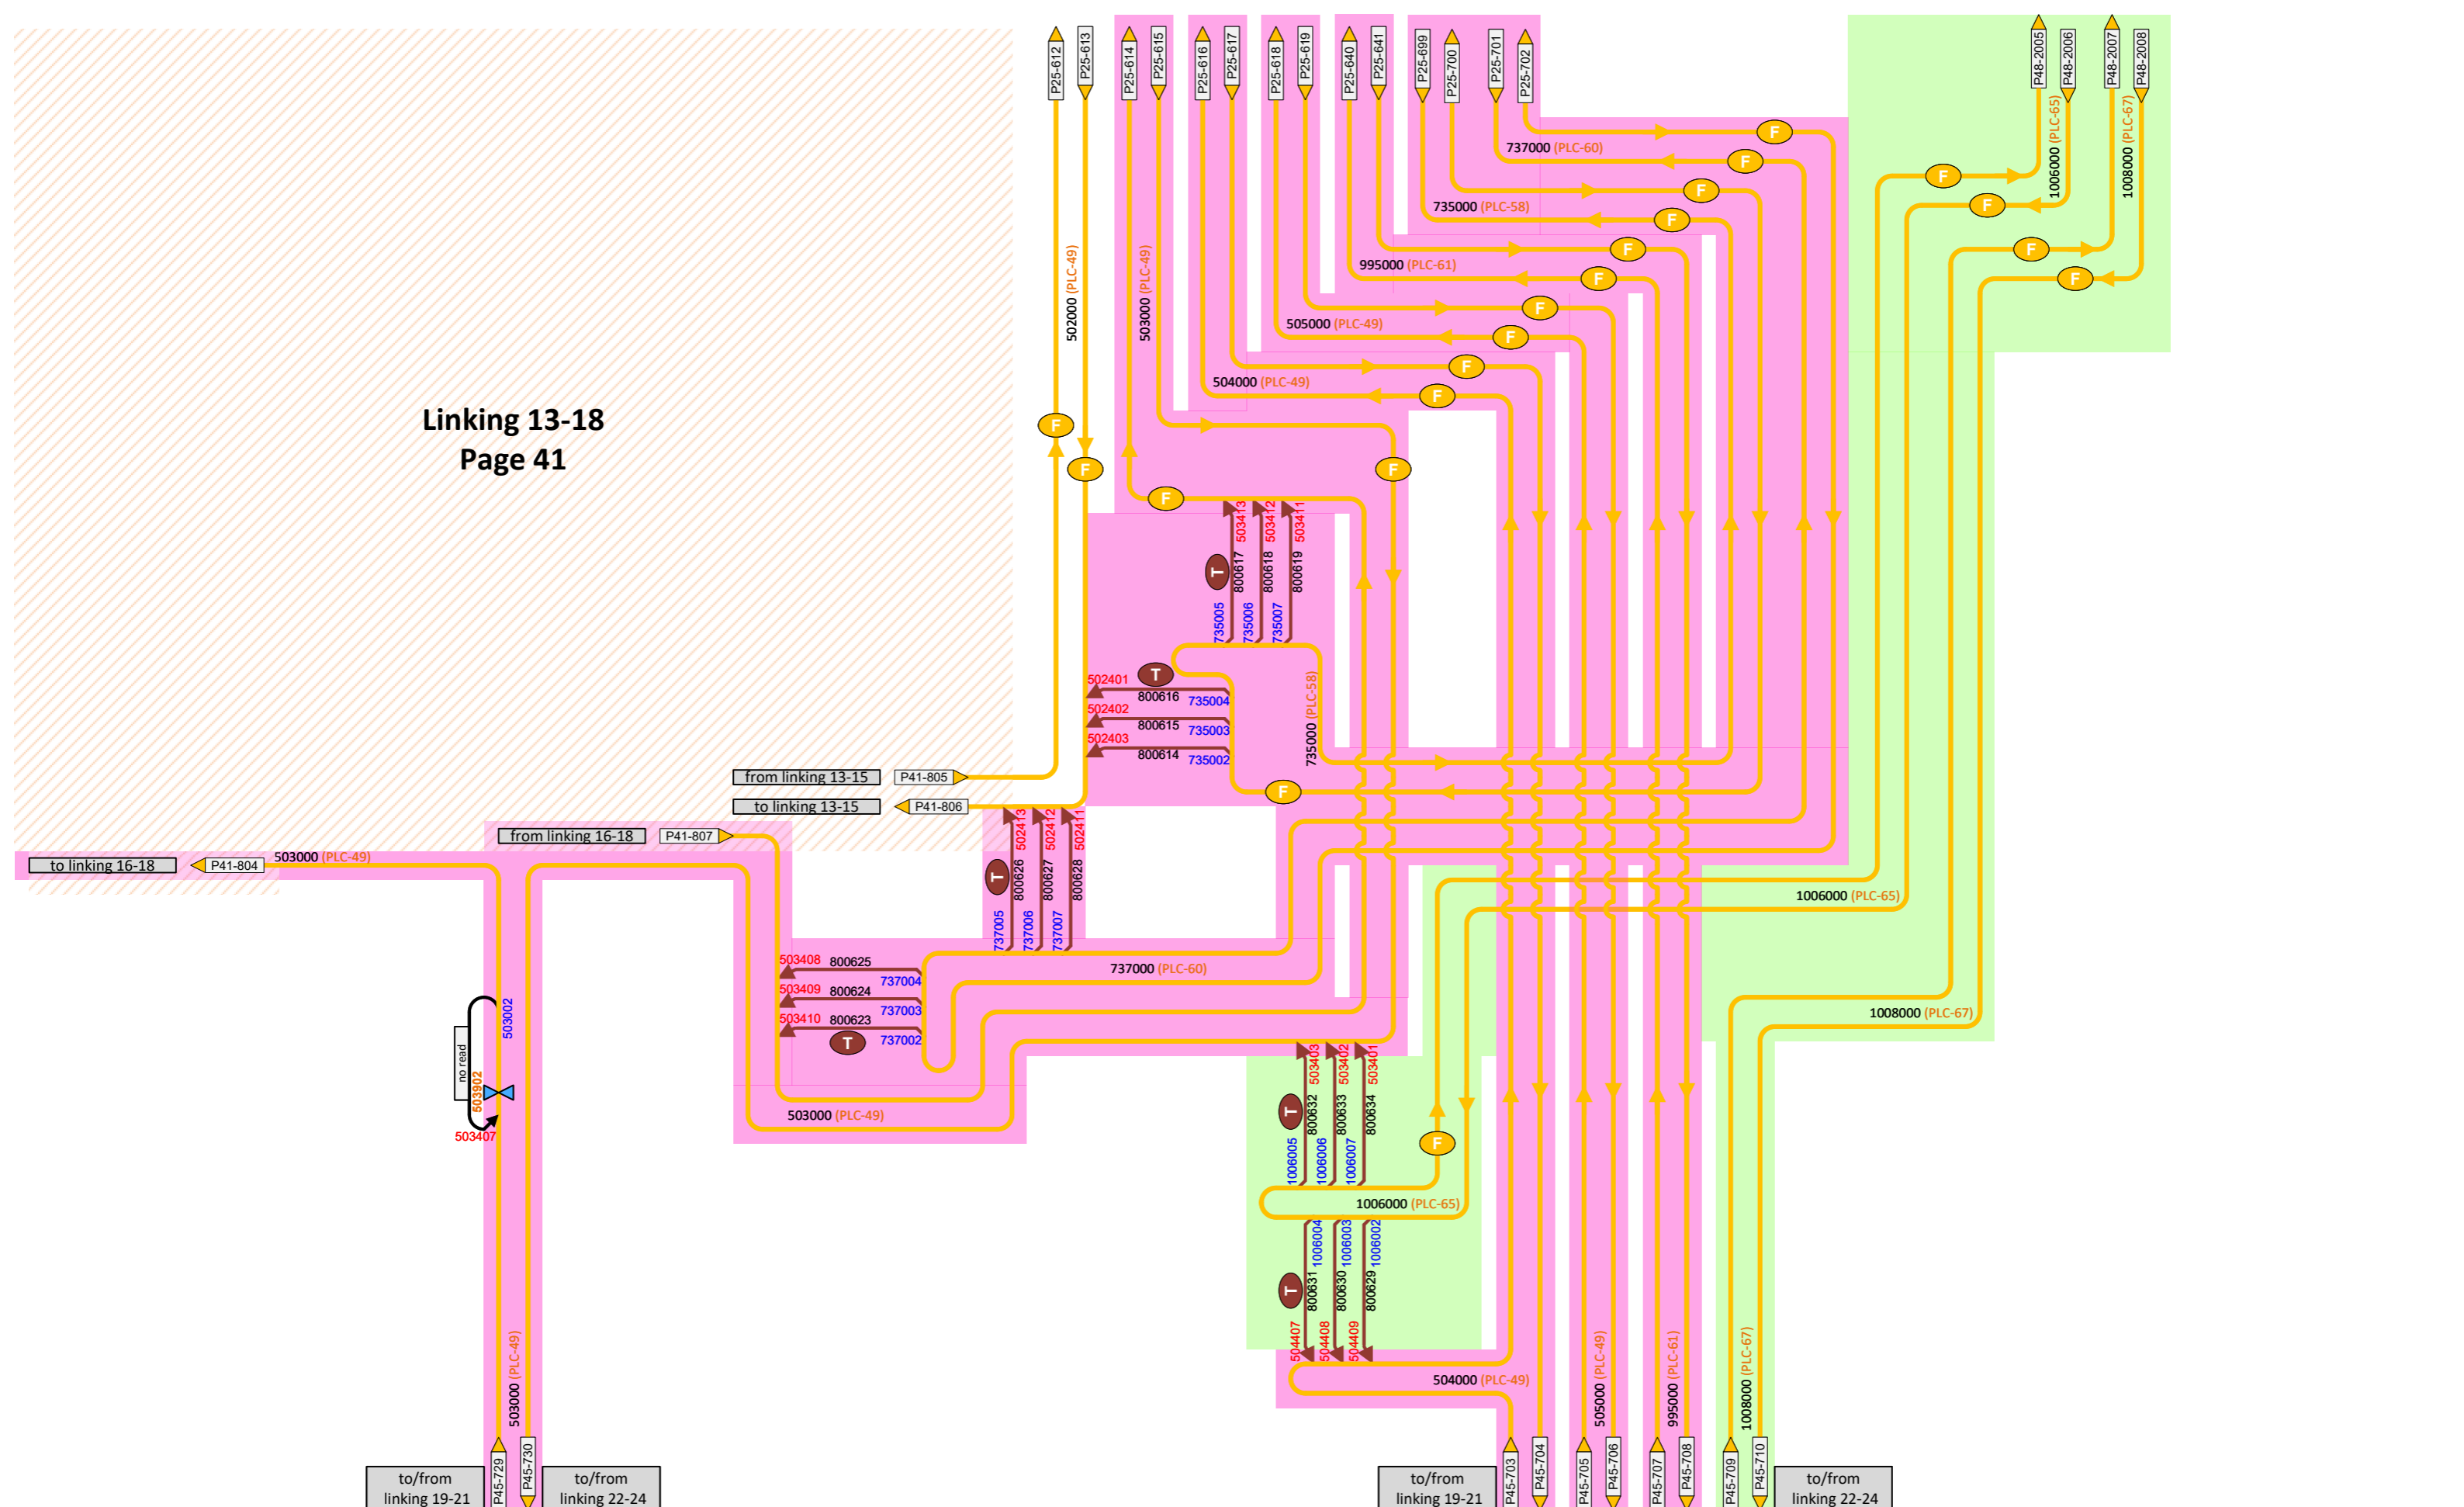 P25-612
P25-613
P25-614
P25-615
P25-616
P25-617
P25-618
P25-619
P25-640
P25-641
P25-699
P25-700
P25-701
P25-702
P48-2005
P48-2006
P48-2007
P48-2008
F
737000 (PLC-60)
F
F
735000 (PLC-58)
F
F
995000 (PLC-61)
F
F
505000 (PLC-49)
F
F
504000 (PLC-49)
F
502000 (PLC-49)
503000 (PLC-49)
1006000 (PLC-65)
1008000 (PLC-67)
F
F
F
F
Linking 13-18
Page 41
F
F
F
F
503413
503412
503411
T
800617
800618
800619
735005
735006
735007
T
502401
800616
735004
502402
800615
735003
502403
800614
735002
735000 (PLC-58)
F
from linking 13-15
P41-805
to linking 13-15
P41-806
from linking 16-18
P41-807
to linking 16-18
P41-804
503000 (PLC-49)
502413
502412
502411
T
800626
800627
800628
737005
737006
737007
1006000 (PLC-65)
503408
800625
737004
503409
800624
737003
503410
800623
737002
T
737000 (PLC-60)
1008000 (PLC-67)
503002
no read
503902
503407
503000 (PLC-49)
503403
503402
503401
T
800632
800633
800634
1006005
1006006
1006007
F
1006000 (PLC-65)
1006004
1006003
1006002
T
800631
800630
800629
504407
504408
504409
504000 (PLC-49)
503000 (PLC-49)
505000 (PLC-49)
995000 (PLC-61)
1008000 (PLC-67)
to/from
linking 19-21
P45-729
P45-730
to/from
linking 22-24
to/from
linking 19-21
P45-703
P45-704
P45-705
P45-706
P45-707
P45-708
P45-709
P45-710
to/from
linking 22-24